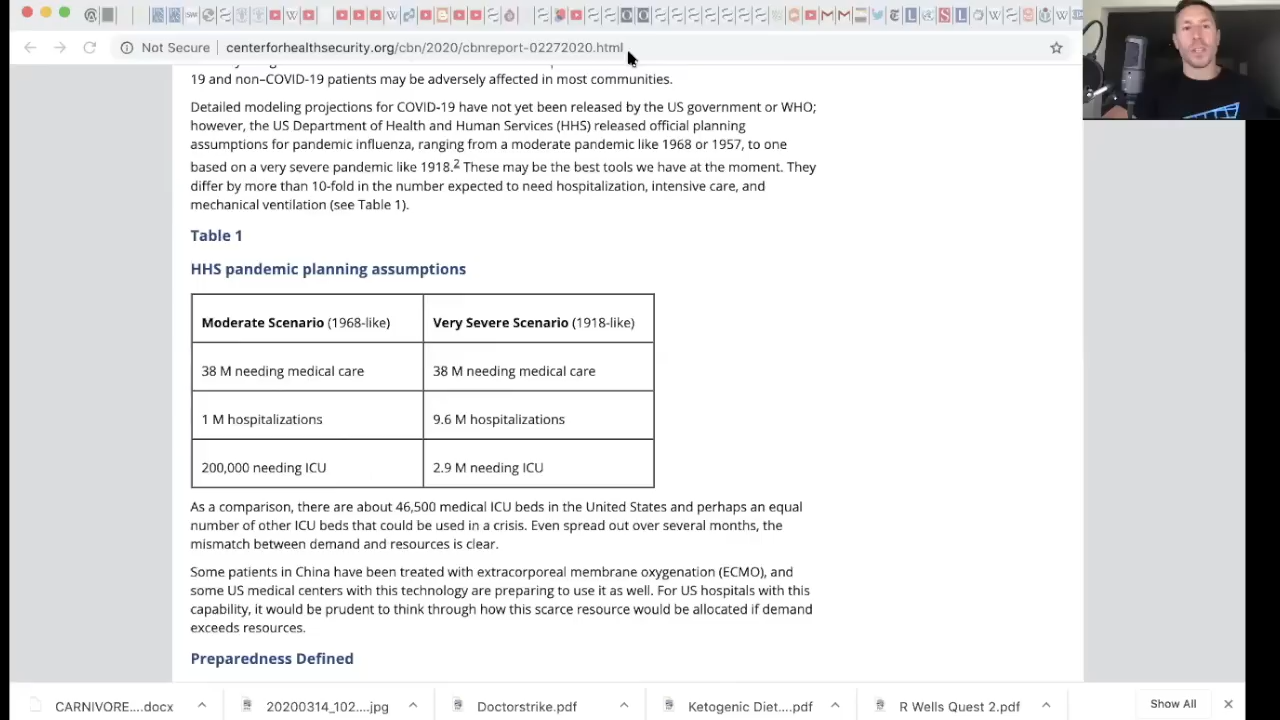 Not Secure centerforhealthsecurity.org/cbn/2020/cbnreport-02272020.html
19 and non–COVID-19 patients may be adversely affected in most communities.
Detailed modeling projections for COVID-19 have not yet been released by the US government or WHO;
however, the US Department of Health and Human Services (HHS) released official planning
assumptions for pandemic influenza, ranging from a moderate pandemic like 1968 or 1957, to one
based on a very severe pandemic like 1918.2 These may be the best tools we have at the moment. They
differ by more than 10-fold in the number expected to need hospitalization, intensive care, and
mechanical ventilation (see Table 1).
Table 1
HHS pandemic planning assumptions
Moderate Scenario (1968-like) Very Severe Scenario (1918-like)
38 M needing medical care 38 M needing medical care
1 M hospitalizations 9.6 M hospitalizations
200,000 needing ICU 2.9 M needing ICU
As a comparison, there are about 46,500 medical ICU beds in the United States and perhaps an equal
number of other ICU beds that could be used in a crisis. Even spread out over several months, the
mismatch between demand and resources is clear.
Some patients in China have been treated with extracorporeal membrane oxygenation (ECMO), and
some US medical centers with this technology are preparing to use it as well. For US hospitals with this
capability, it would be prudent to think through how this scarce resource would be allocated if demand
exceeds resources.
Preparedness Defined
CARNIVORE....docx 20200314_102....jpg Doctorstrike.pdf Ketogenic Diet....pdf R Wells Quest 2.pdf Show All